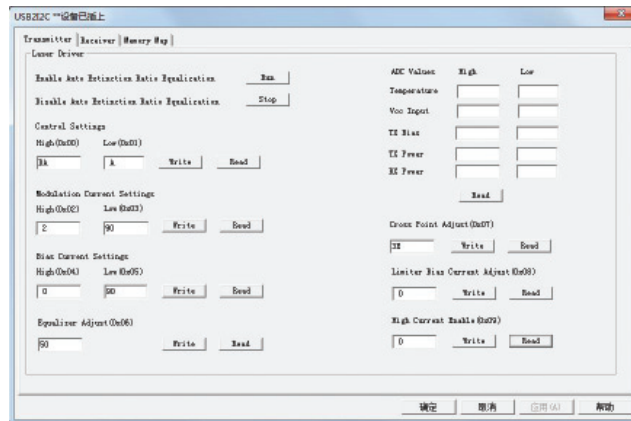 USB2I2C **设备已插上
Transmitter Receiver Memory Map
Laser Driver
Enable Auto Extinction Ratio Equalization Run
Disable Auto Extinction Ratio Equalization Stop
Control Settings
High(0x00) Low(0x01)
A Write Read
Modulation Current Settings
High(0x02) Low(0x03)
2 90 Write Read
Bias Current Settings
High(0x04) Low(0x05)
0 Write Read
Equalizer Adjust(0x06)
Write Read
ADC Values High Low
Temperature
Vcc Input
TX Bias
TX Power
RX Power
Read
Cross Point Adjust(0x07)
Write Read
Limiter Bias Current Adjust(0x08)
0 Write Read
High Current Enable(0x09)
0 Write Read
确定 取消 应用(A) 帮助